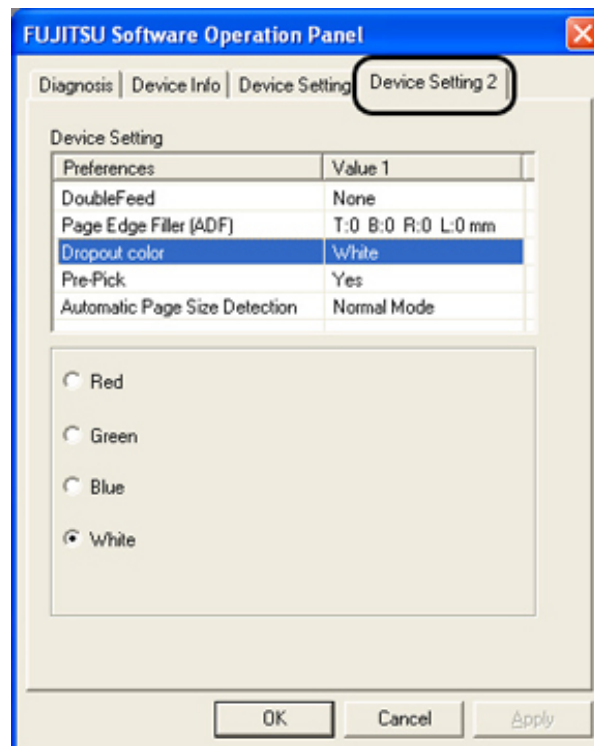 FUJITSU Software Operation Panel
Diagnosis Device Info Device Setting Device Setting 2
Device Setting
Preferences Value 1
DoubleFeed None
Page Edge Filler (ADF) T:0 B:0 R:0 L:0 mm
Dropout color White
Pre-Pick Yes
Automatic Page Size Detection Normal Mode
Red
Green
Blue
White
OK Cancel Apply